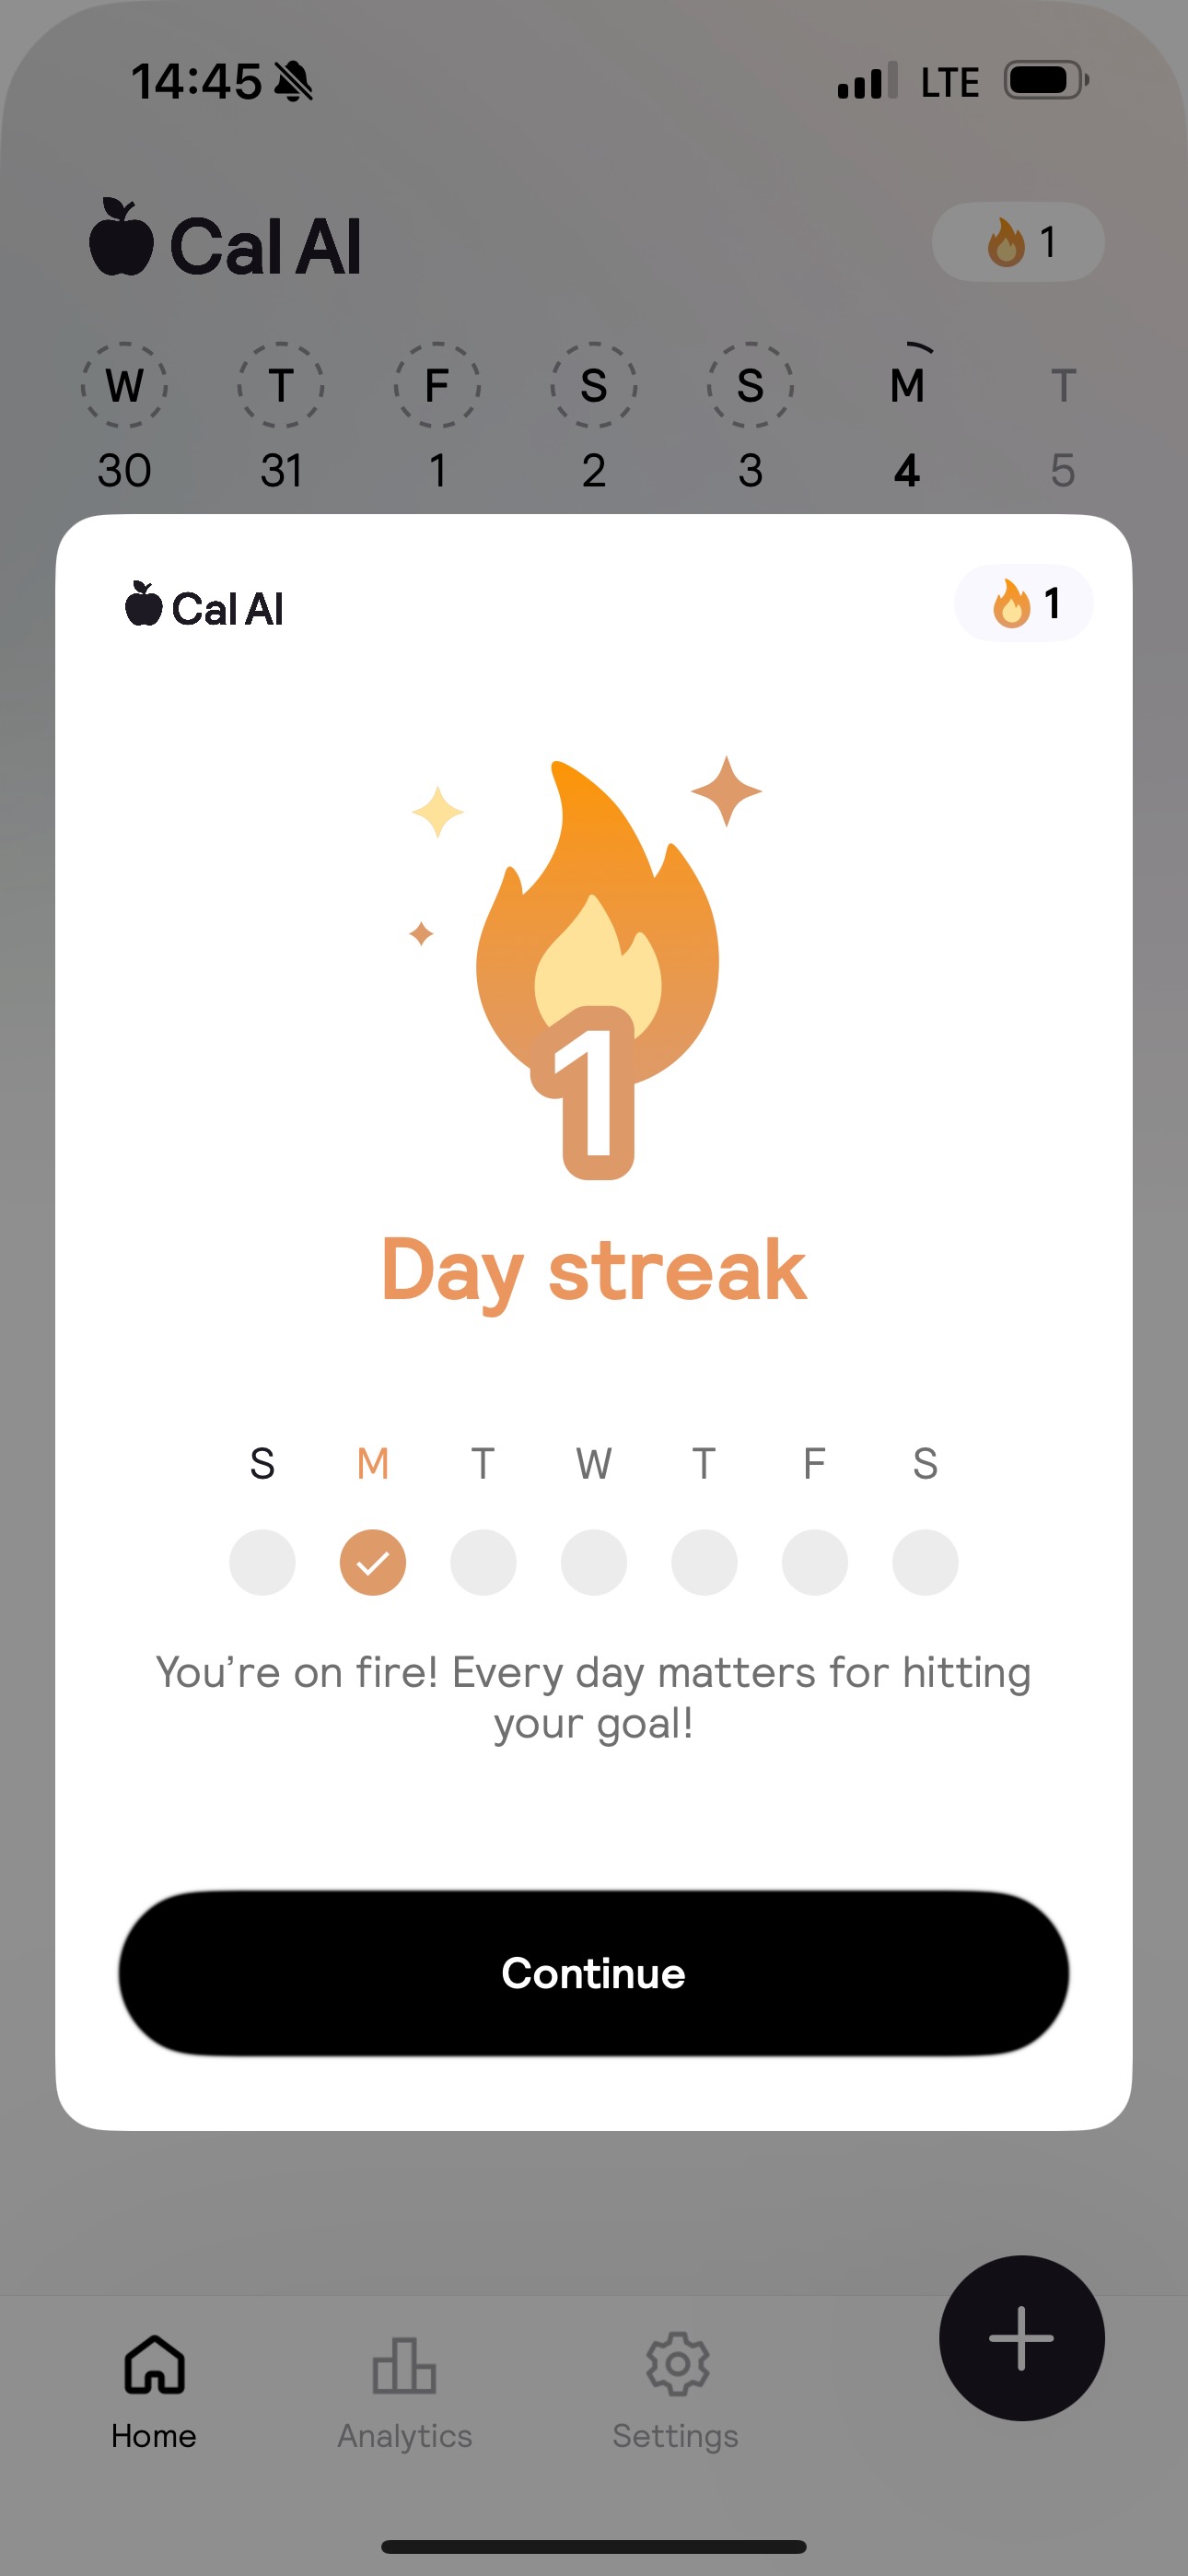 14:45 LTE
Cal AI 1
W T F S S M T
30 31 1 2 3 4 5
Cal AI 1
1
Day streak
S M T W T F S
You’re on fire! Every day matters for hitting
your goal!
Continue
Home Analytics Settings